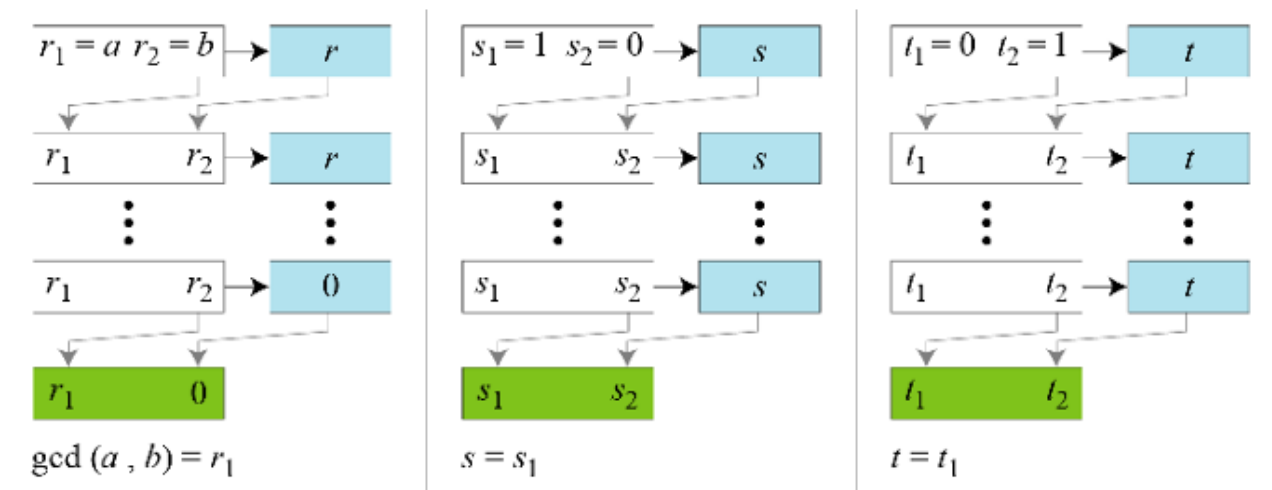 r₁ = a r₂ = b r s₁ = 1 s₂ = 0 s t₁ = 0 t₂ = 1 t
r₁ r₂ r s₁ s₂ s t₁ t₂ t
r₁ r₂ 0 s₁ s₂ s t₁ t₂ t
r₁ 0 s₁ s₂ t₁ t₂
gcd (a , b) = r₁ s = s₁ t = t₁